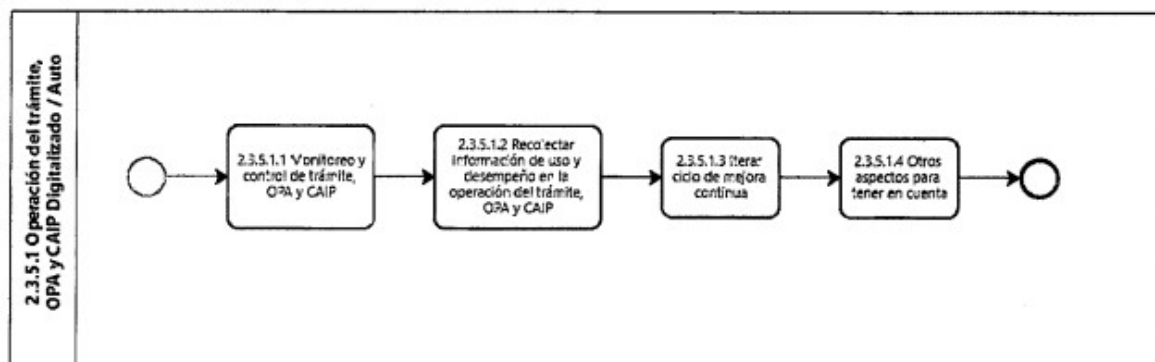 2.3.5.1 Operación del trámite,
OPA y CAIP Digitalizado / Auto
2.3.5.1.1 Monitoreo y
control de trámite,
OPA y CAIP
2.3.5.1.2 Recolectar
información de uso y
desempeño en la
operación del trámite,
OPA y CAIP
2.3.5.1.3 Iterar
ciclo de mejora
continua
2.3.5.1.4 Otros
aspectos para
tener en cuenta